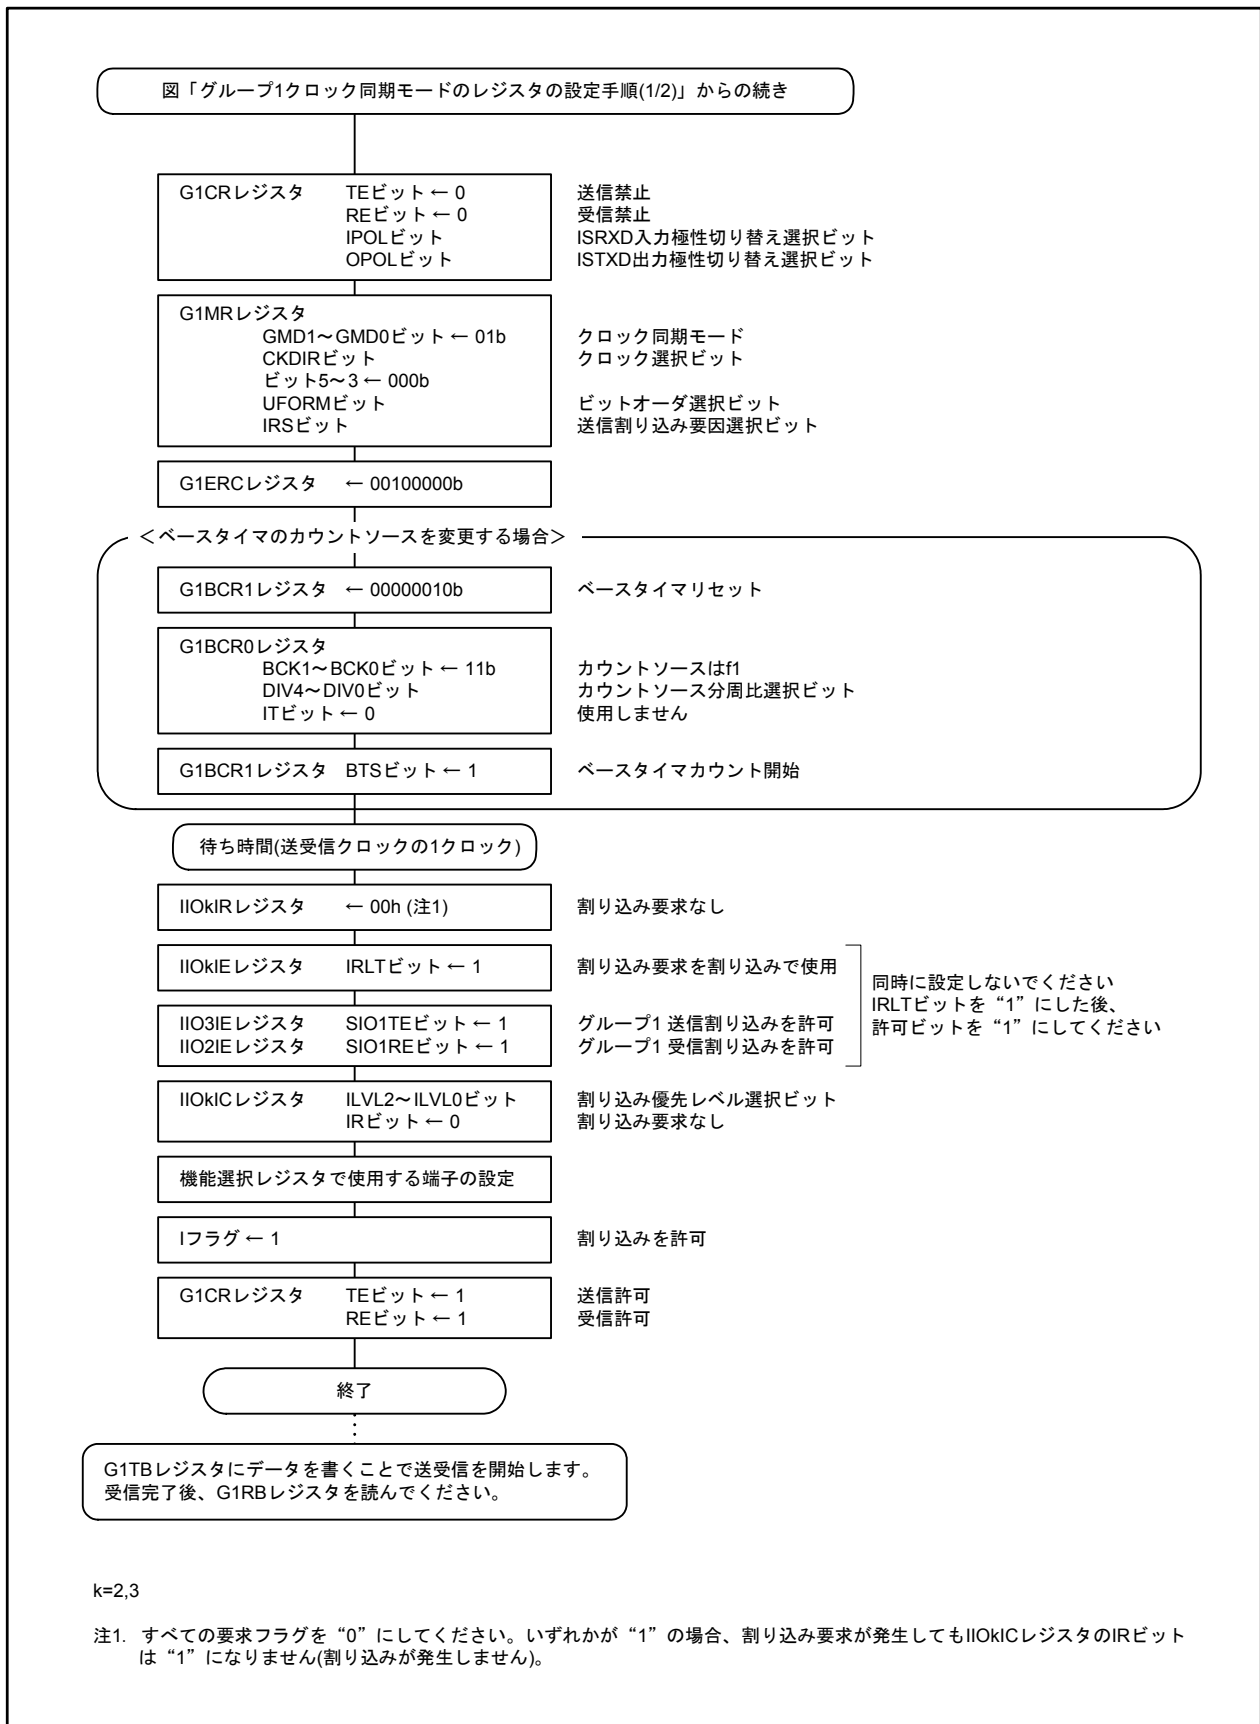 図「グループ1クロック同期モードのレジスタの設定手順(1/2)」からの続き
G1CRレジスタ TEビット ← 0 送信禁止
REビット ← 0 受信禁止
IPOLビット ISRXD入力極性切り替え選択ビット
OPOLビット ISTXD出力極性切り替え選択ビット
G1MRレジスタ
GMD1～GMD0ビット ← 01b クロック同期モード
CKDIRビット クロック選択ビット
ビット5～3 ← 000b
UFORMビット ビットオーダ選択ビット
IRSビット 送信割り込み要因選択ビット
G1ERCレジスタ ← 00100000b
＜ベースタイマのカウントソースを変更する場合＞
G1BCR1レジスタ ← 00000010b ベースタイマリセット
G1BCR0レジスタ
BCK1～BCK0ビット ← 11b カウントソースはf1
DIV4～DIV0ビット カウントソース分周比選択ビット
ITビット ← 0 使用しません
G1BCR1レジスタ BTSビット ← 1 ベースタイマカウント開始
待ち時間(送受信クロックの1クロック)
IIOkIRレジスタ ← 00h (注1) 割り込み要求なし
IIOkIEレジスタ IRLTビット ← 1 割り込み要求を割り込みで使用
同時に設定しないでください
IRLTビットを“1”にした後、
許可ビットを“1”にしてください
IIO3IEレジスタ SIO1TEビット ← 1 グループ1 送信割り込みを許可
IIO2IEレジスタ SIO1REビット ← 1 グループ1 受信割り込みを許可
IIOkICレジスタ ILVL2～ILVL0ビット 割り込み優先レベル選択ビット
IRビット ← 0 割り込み要求なし
機能選択レジスタで使用する端子の設定
Iフラグ ← 1 割り込みを許可
G1CRレジスタ TEビット ← 1 送信許可
REビット ← 1 受信許可
終了
G1TBレジスタにデータを書くことで送受信を開始します。
受信完了後、G1RBレジスタを読んでください。
k=2,3
注1. すべての要求フラグを“0”にしてください。いずれかが“1”の場合、割り込み要求が発生してもIIOkICレジスタのIRビット
は“1”になりません(割り込みが発生しません)。